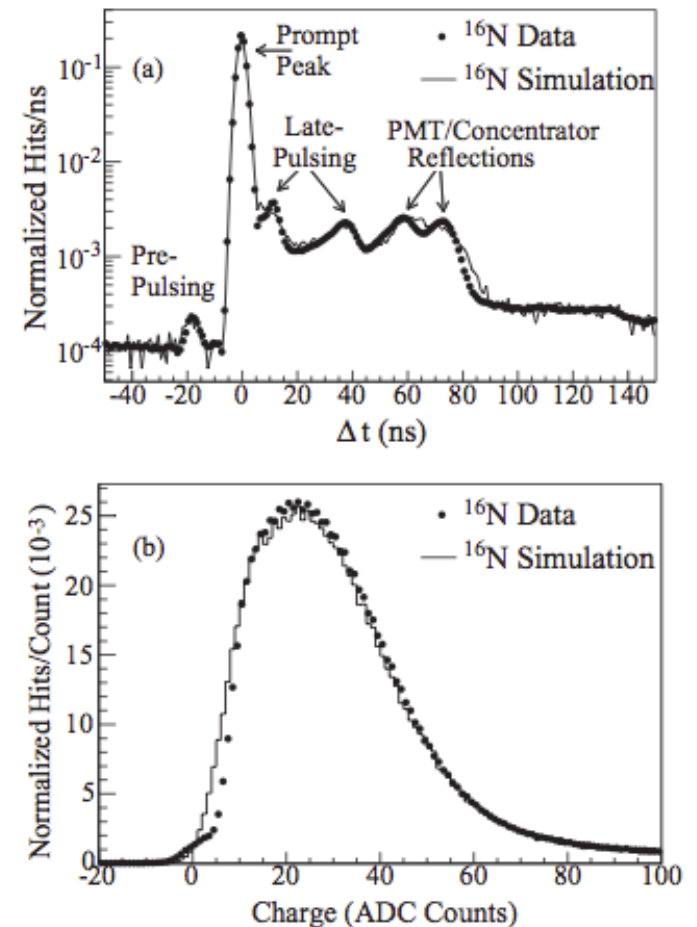 (a)
Prompt
Peak
• ¹⁶N Data
— ¹⁶N Simulation
Late-
Pulsing
PMT/Concentrator
Reflections
Pre-
Pulsing
Normalized Hits/ns
10⁻¹
10⁻²
10⁻³
10⁻⁴
-40 -20 0 20 40 60 80 100 120 140
Δt (ns)
(b)
• ¹⁶N Data
— ¹⁶N Simulation
Normalized Hits/Count (10⁻³)
25
20
15
10
5
0
-20 0 20 40 60 80 100
Charge (ADC Counts)